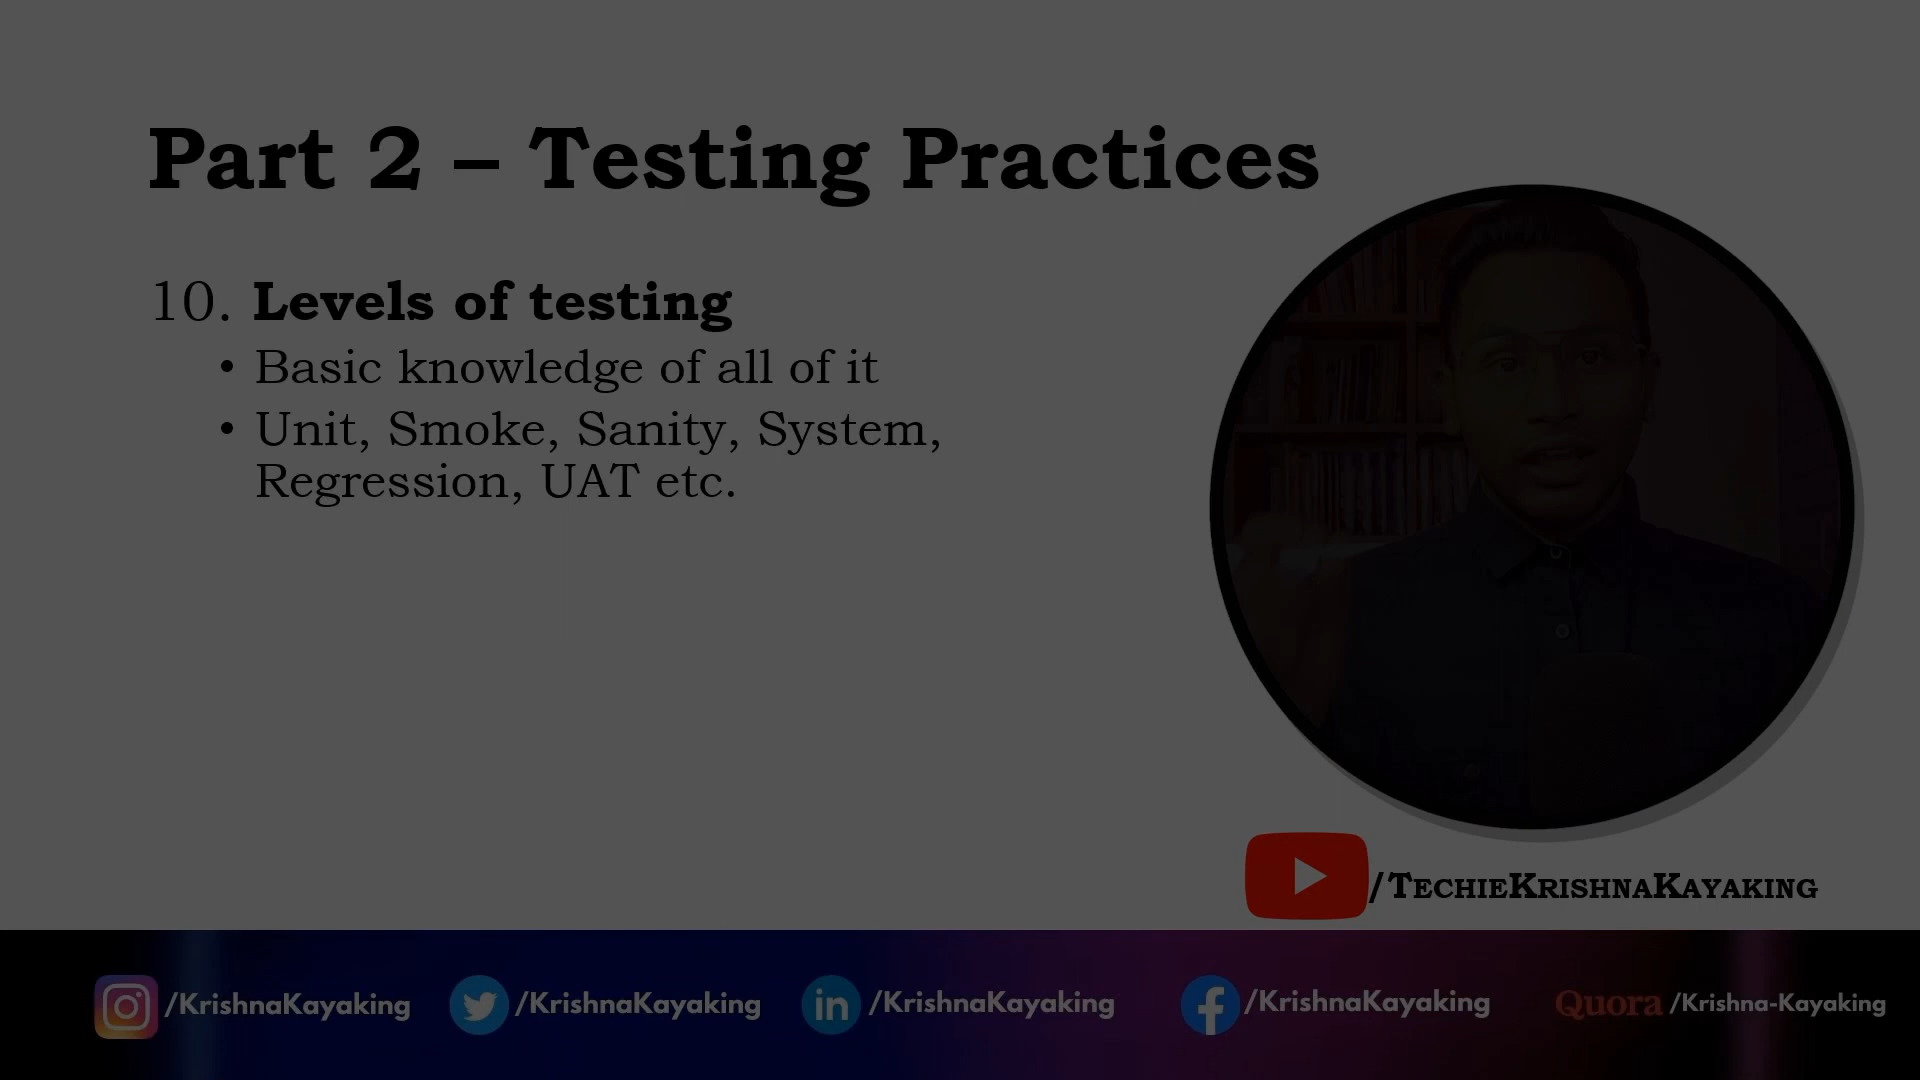 Part 2 – Testing Practices
10. Levels of testing
• Basic knowledge of all of it
• Unit, Smoke, Sanity, System,
Regression, UAT etc.
/TechieKrishnaKayaking
/KrishnaKayaking
/KrishnaKayaking
in /KrishnaKayaking
/KrishnaKayaking
Quora /Krishna-Kayaking